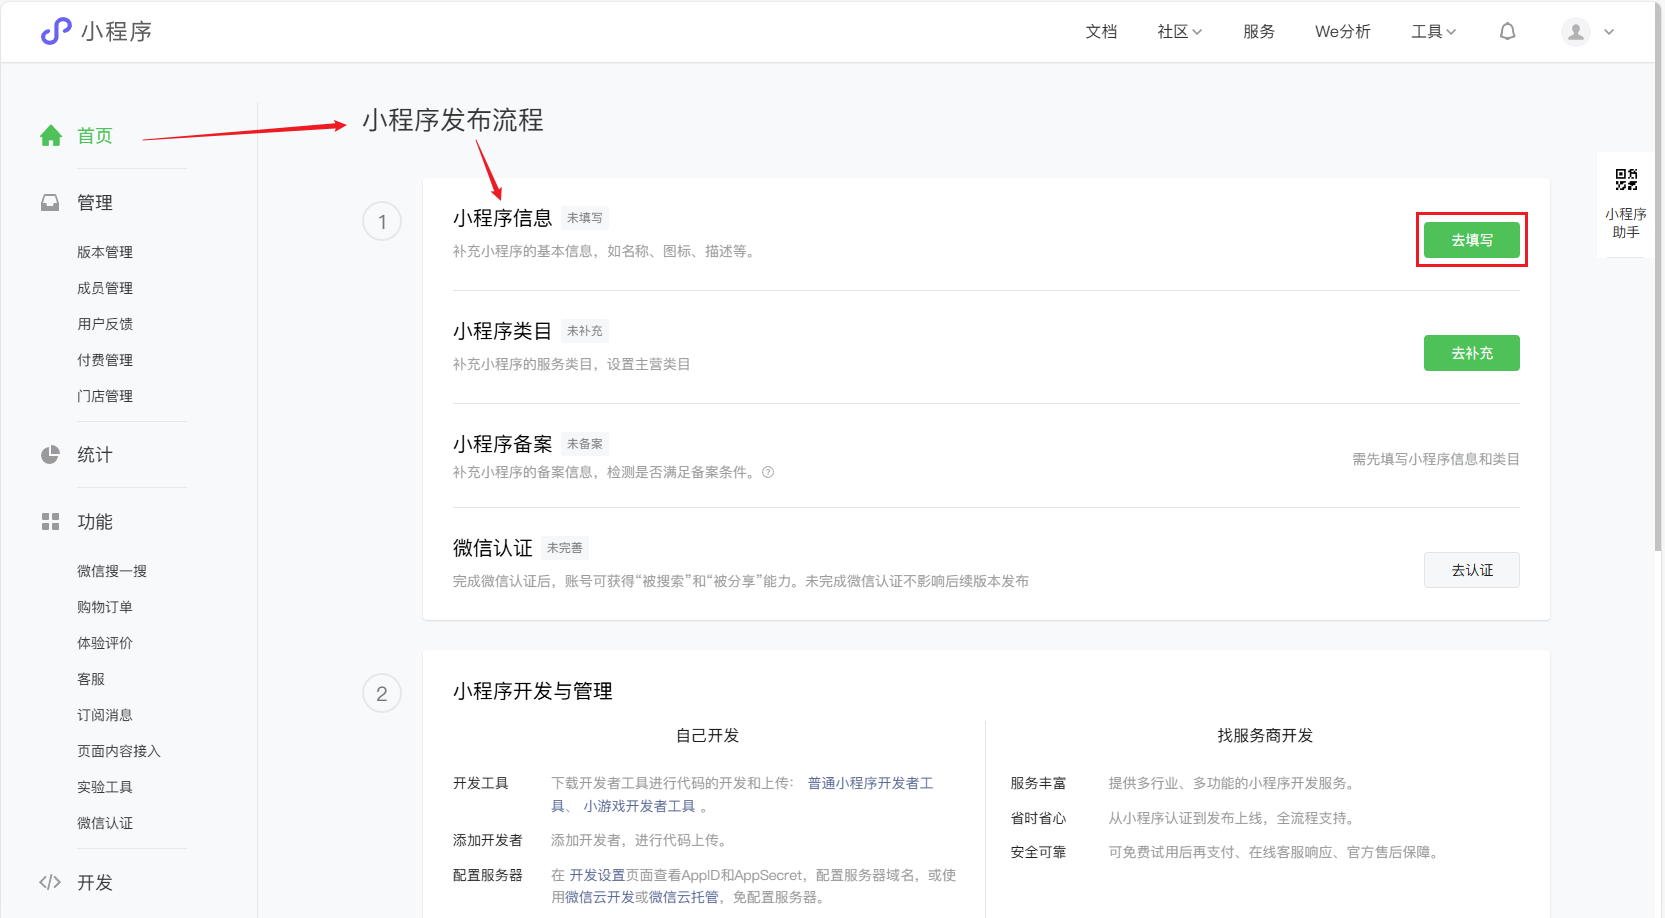 小程序
文档
社区
服务
We分析
工具
首页
管理
版本管理
成员管理
用户反馈
付费管理
门店管理
统计
功能
微信搜一搜
购物订单
体验评价
客服
订阅消息
页面内容接入
实验工具
微信认证
开发
小程序发布流程
1
小程序信息 未填写
补充小程序的基本信息，如名称、图标、描述等。
去填写
小程序类目 未补充
补充小程序的服务类目，设置主营类目
去补充
小程序备案 未备案
补充小程序的备案信息，检测是否满足备案条件。
需先填写小程序信息和类目
微信认证 未完善
完成微信认证后，账号可获得“被搜索”和“被分享”能力。未完成微信认证不影响后续版本发布
去认证
2
小程序开发与管理
自己开发
开发工具 下载开发者工具进行代码的开发和上传： 普通小程序开发者工
具、 小游戏开发者工具 。
添加开发者 添加开发者，进行代码上传。
配置服务器 在 开发设置页面查看AppID和AppSecret，配置服务器域名，或使
用微信云开发或微信云托管，免配置服务器。
找服务商开发
服务丰富 提供多行业、多功能的小程序开发服务。
省时省心 从小程序认证到发布上线，全流程支持。
安全可靠 可免费试用后再支付、在线客服响应、官方售后保障。
小程序
助手